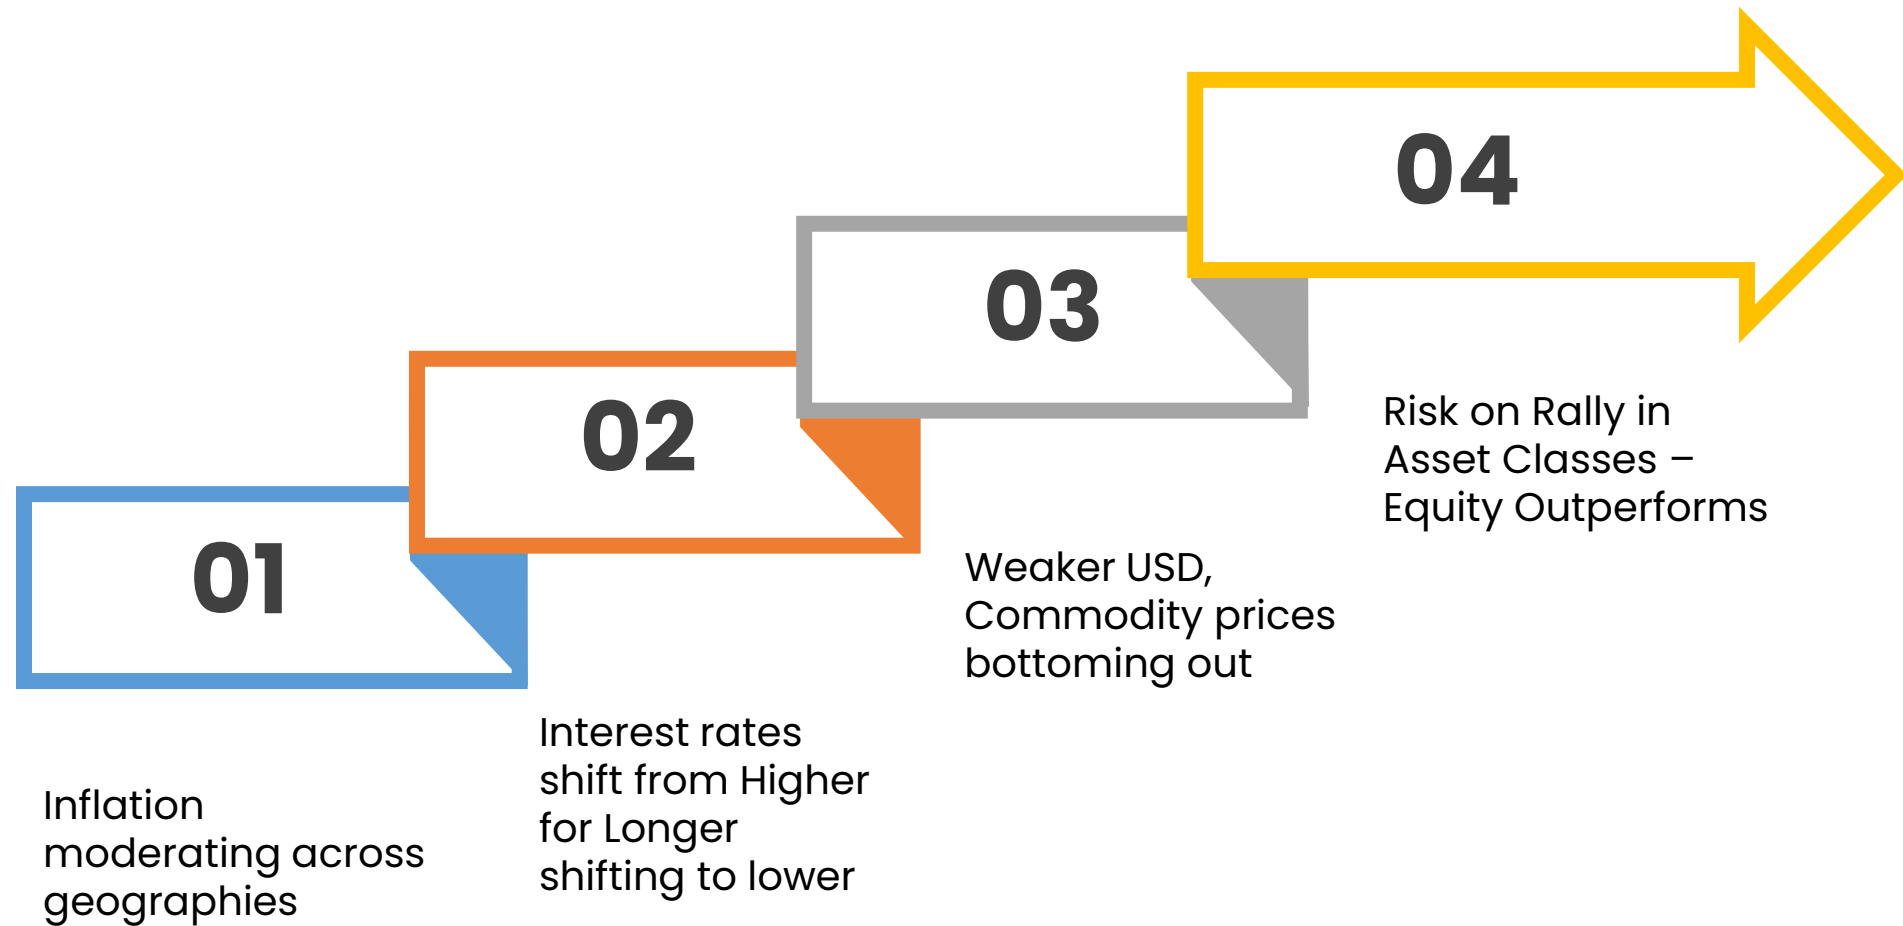 01
Inflation
moderating across
geographies
02
Interest rates
shift from Higher
for Longer
shifting to lower
03
Weaker USD,
Commodity prices
bottoming out
04
Risk on Rally in
Asset Classes –
Equity Outperforms